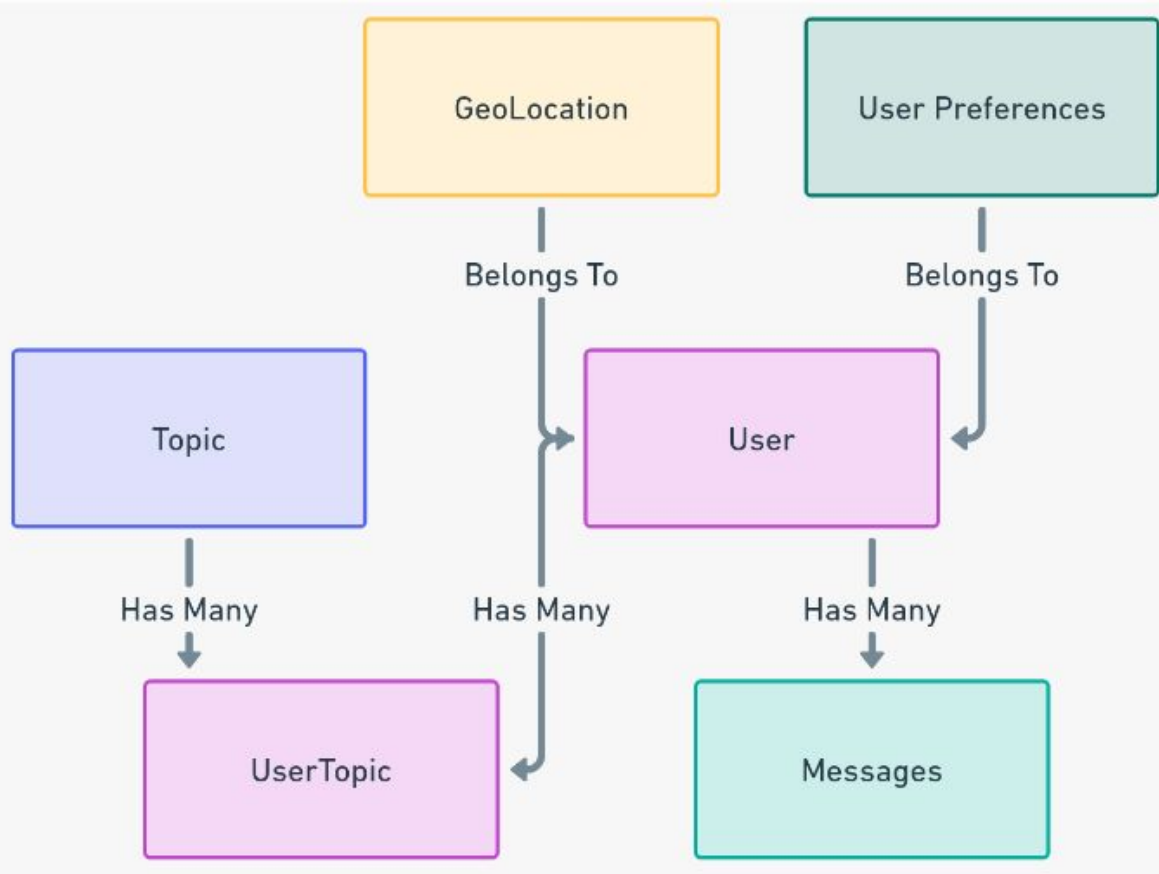 GeoLocation
User Preferences
Belongs To
Belongs To
Topic
User
Has Many
Has Many
Has Many
UserTopic
Messages